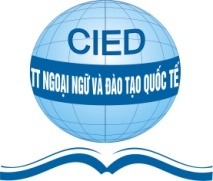 CIED
TT NGOẠI NGỮ VÀ ĐÀO TẠO QUỐC TẾ